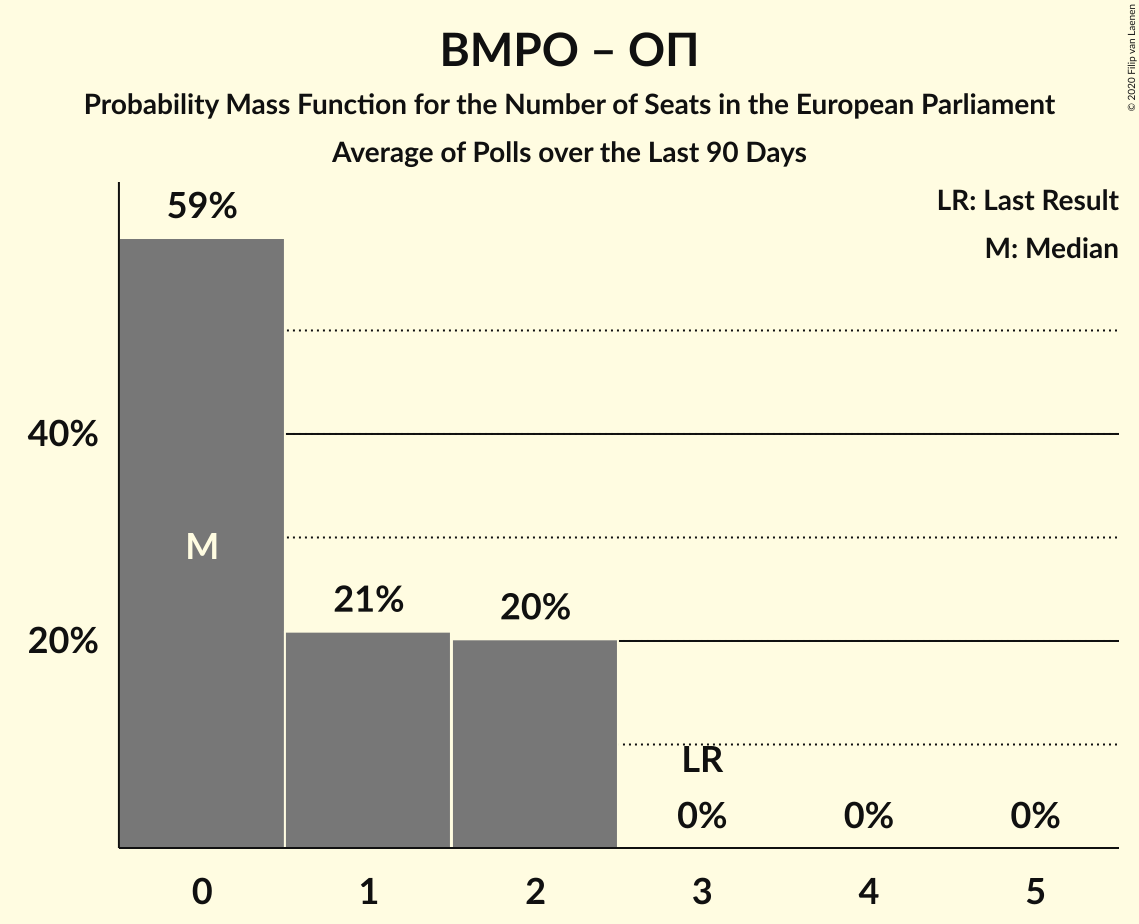 ВМРО – ОП
Probability Mass Function for the Number of Seats in the European Parliament
Average of Polls over the Last 90 Days
© 2020 Filip van Laenen
LR: Last Result
M: Median
59%
40%
M
21%
20%
20%
LR
0%
0%
0%
0
1
2
3
4
5